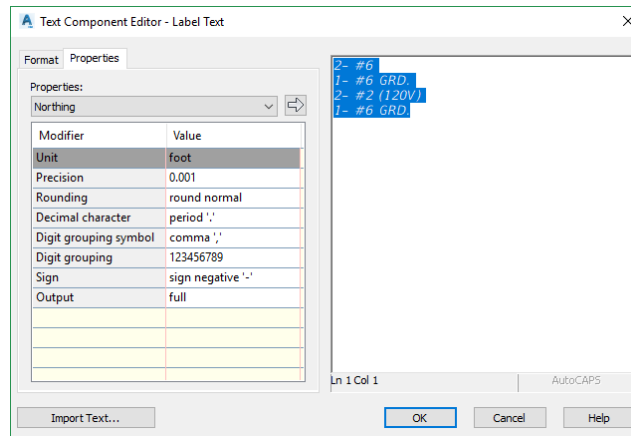 Text Component Editor - Label Text
Format Properties
Properties:
Northing
Modifier Value
Unit foot
Precision 0.001
Rounding round normal
Decimal character period '.'
Digit grouping symbol comma ','
Digit grouping 123456789
Sign sign negative '-'
Output full
2- #6
1- #6 GRD.
2- #2 (120V)
1- #6 GRD.
Ln 1 Col 1 AutoCAPS
Import Text... OK Cancel Help